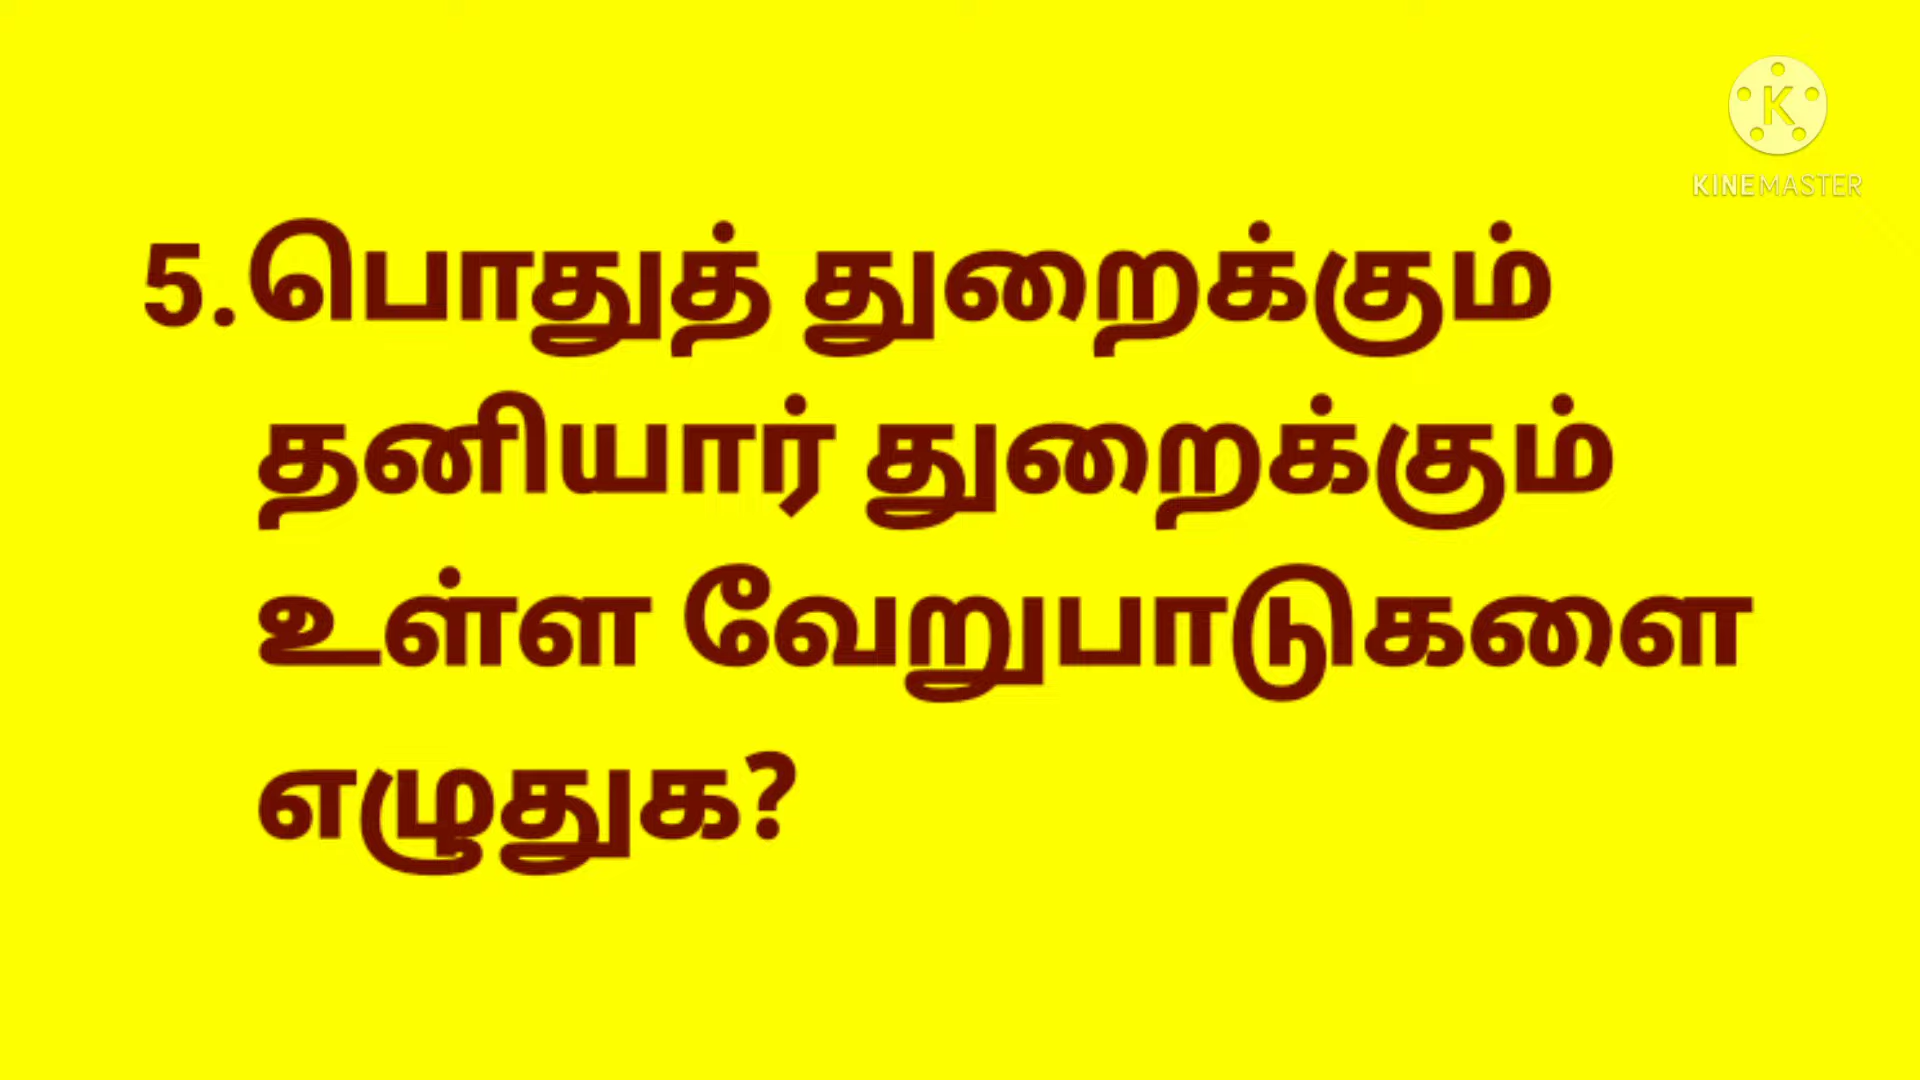 K
KINEMASTER
5.பொதுத் துறைக்கும்
தனியார் துறைக்கும்
உள்ள வேறுபாடுகளை
எழுதுக?